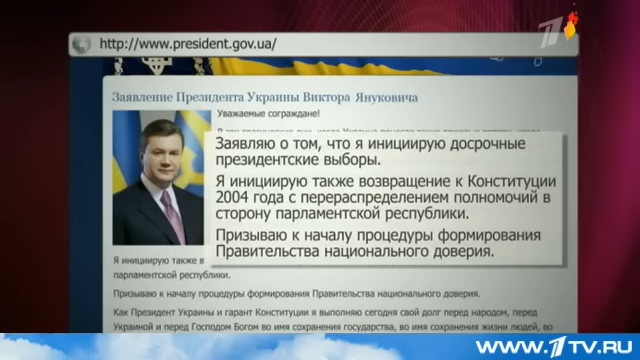 http://www.president.gov.ua/
Заявление Президента Украины Виктора Януковича
Уважаемые сограждане!
Заявляю о том, что я инициирую досрочные
президентские выборы.
Я инициирую также возвращение к Конституции
2004 года с перераспределением полномочий в
сторону парламентской республики.
Призываю к началу процедуры формирования
Правительства национального доверия.
Я инициирую также в
парламентской республики.
Призываю к началу процедуры формирования Правительства национального доверия.
Как Президент Украины и гарант Конституции я выполняю сегодня свой долг перед народом, перед
Украиной и перед Господом Богом во имя сохранения государства, во имя сохранения жизни людей, во
WWW.1TV.RU